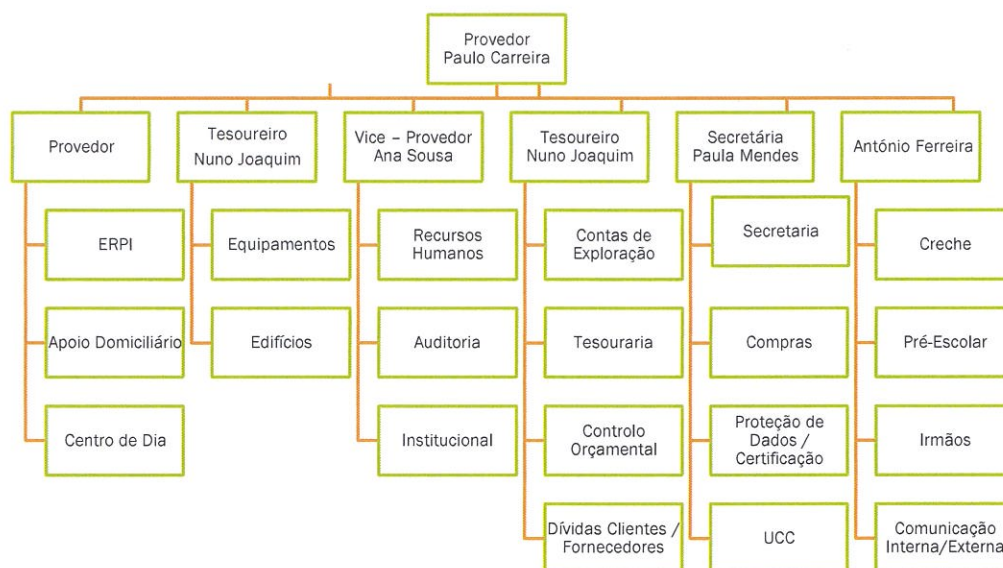 Provedor
Paulo Carreira
Provedor
Tesoureiro
Nuno Joaquim
Vice – Provedor
Ana Sousa
Tesoureiro
Nuno Joaquim
Secretária
Paula Mendes
António Ferreira
ERPI
Apoio Domiciliário
Centro de Dia
Equipamentos
Edifícios
Recursos
Humanos
Auditoria
Institucional
Contas de
Exploração
Tesouraria
Controlo
Orçamental
Dívidas Clientes /
Fornecedores
Secretaria
Compras
Proteção de
Dados /
Certificação
UCC
Creche
Pré-Escolar
Irmãos
Comunicação
Interna/Externa